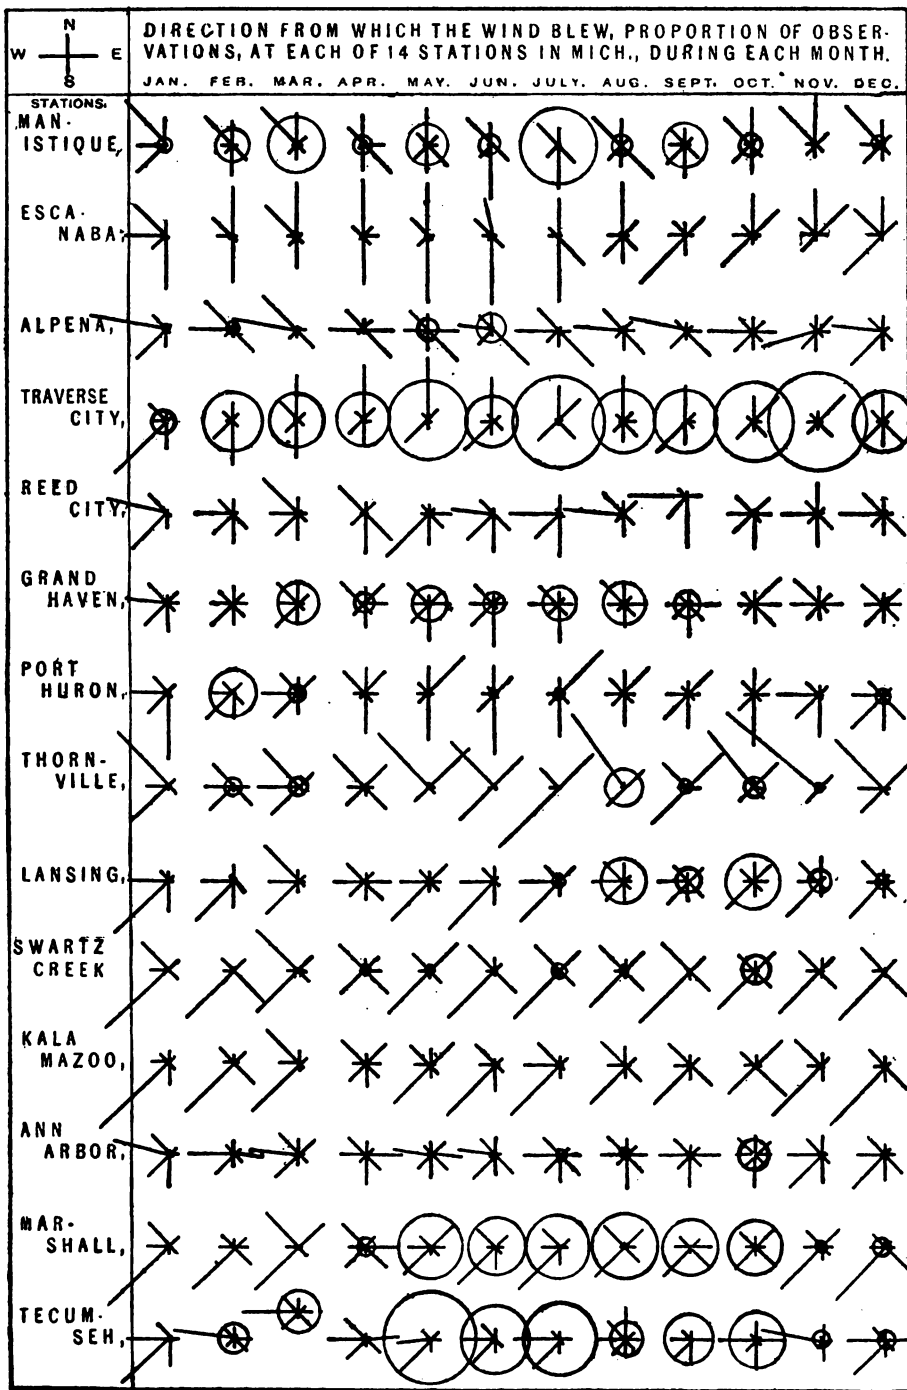 N
W E
S
DIRECTION FROM WHICH THE WIND BLEW, PROPORTION OF OBSER-
VATIONS, AT EACH OF 14 STATIONS IN MICH., DURING EACH MONTH.
JAN. FEB. MAR. APR. MAY. JUN. JULY. AUG. SEPT. OCT. NOV. DEC.
STATIONS.
MAN-
ISTIQUE,
ESCA-
NABA,
ALPENA,
TRAVERSE
CITY,
REED
CITY,
GRAND
HAVEN,
PORT
HURON,
THORN-
VILLE,
LANSING,
SWARTZ
CREEK
KALA
MAZOO,
ANN
ARBOR,
MAR-
SHALL,
TECUM-
SEH,